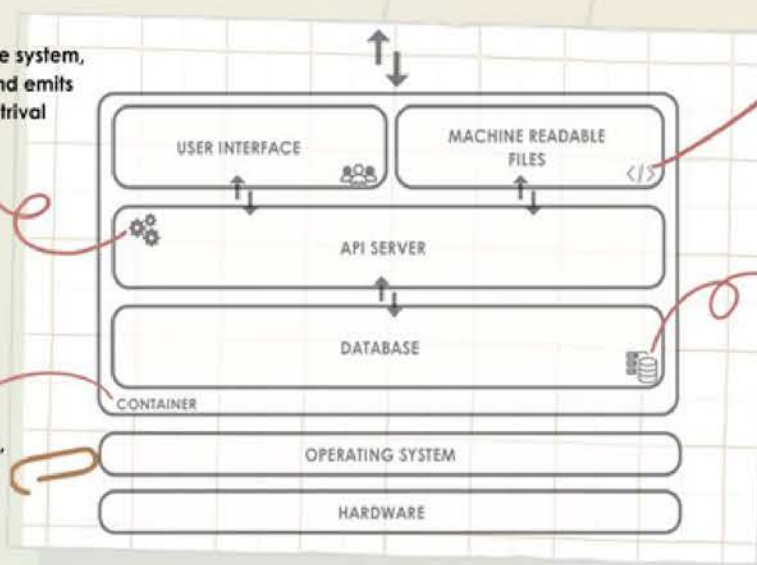 e system,
nd emits
trival
USER INTERFACE
MACHINE READABLE
FILES
</>
API SERVER
DATABASE
CONTAINER
OPERATING SYSTEM
HARDWARE